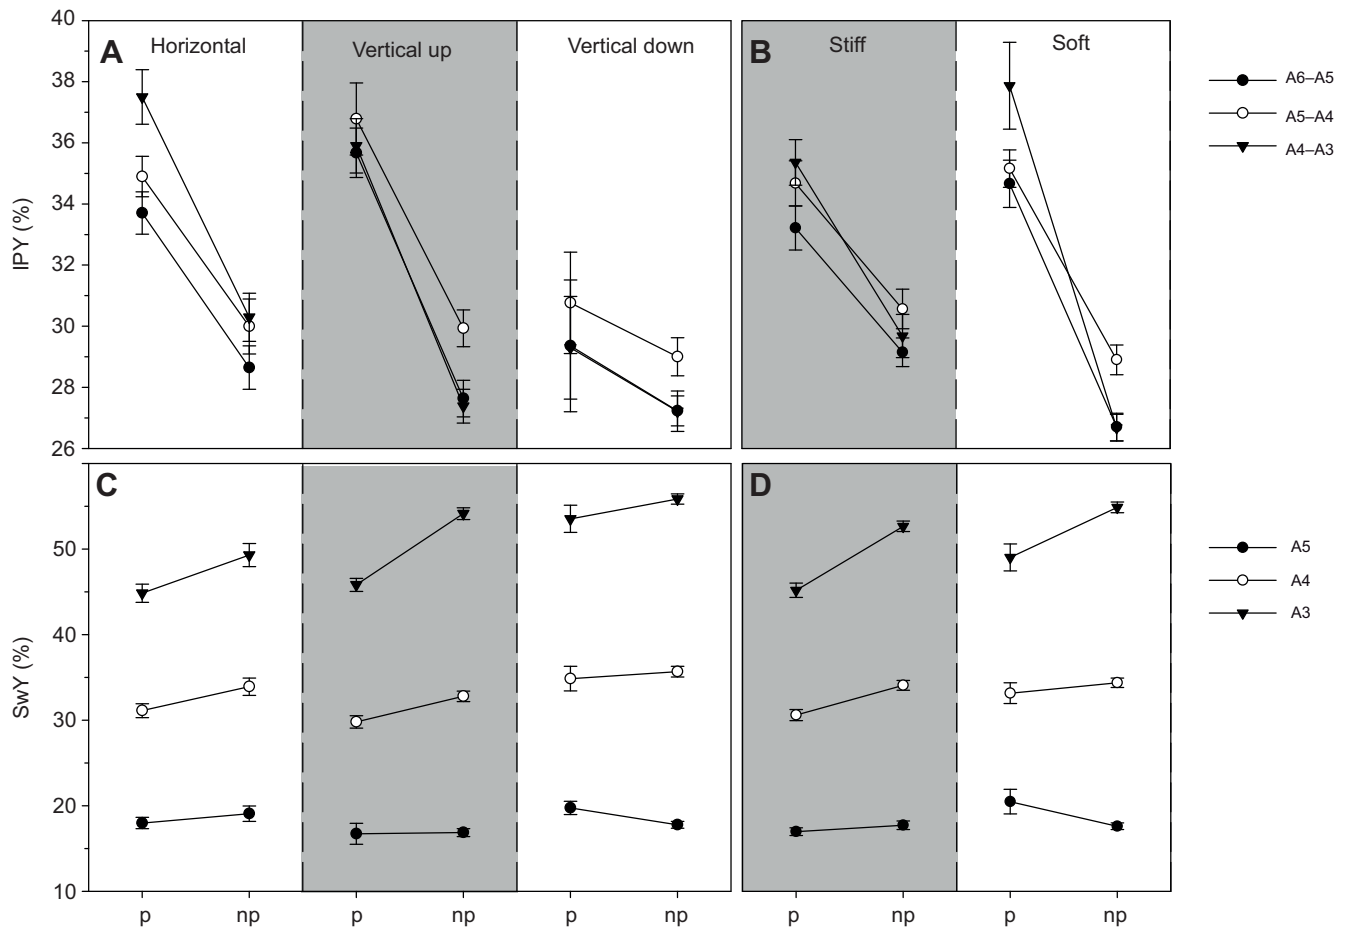 40
38
36
34
32
30
28
26
IPY (%)
A
Horizontal
Vertical up
Vertical down
B
Stiff
Soft
A6–A5
A5–A4
A4–A3
50
40
30
20
10
SwY (%)
C
D
A5
A4
A3
p np p np p np p np p np